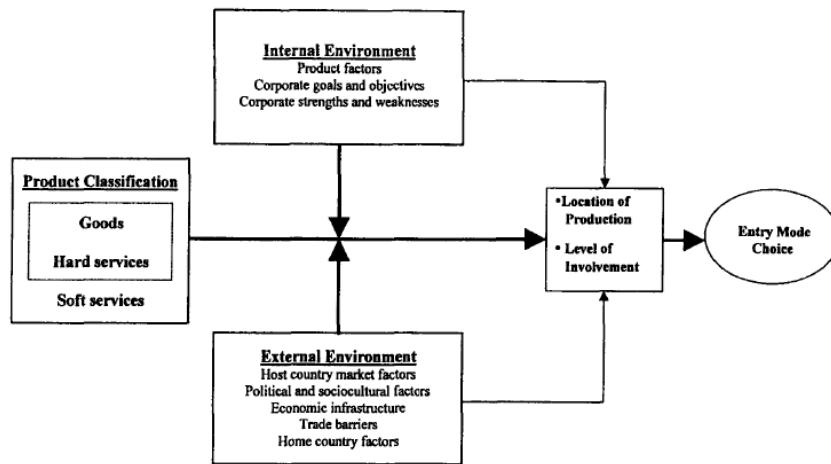 Internal Environment
Product factors
Corporate goals and objectives
Corporate strengths and weaknesses
Product Classification
Goods
Hard services
Soft services
•Location of
Production
• Level of
Involvement
Entry Mode
Choice
External Environment
Host country market factors
Political and sociocultural factors
Economic infrastructure
Trade barriers
Home country factors